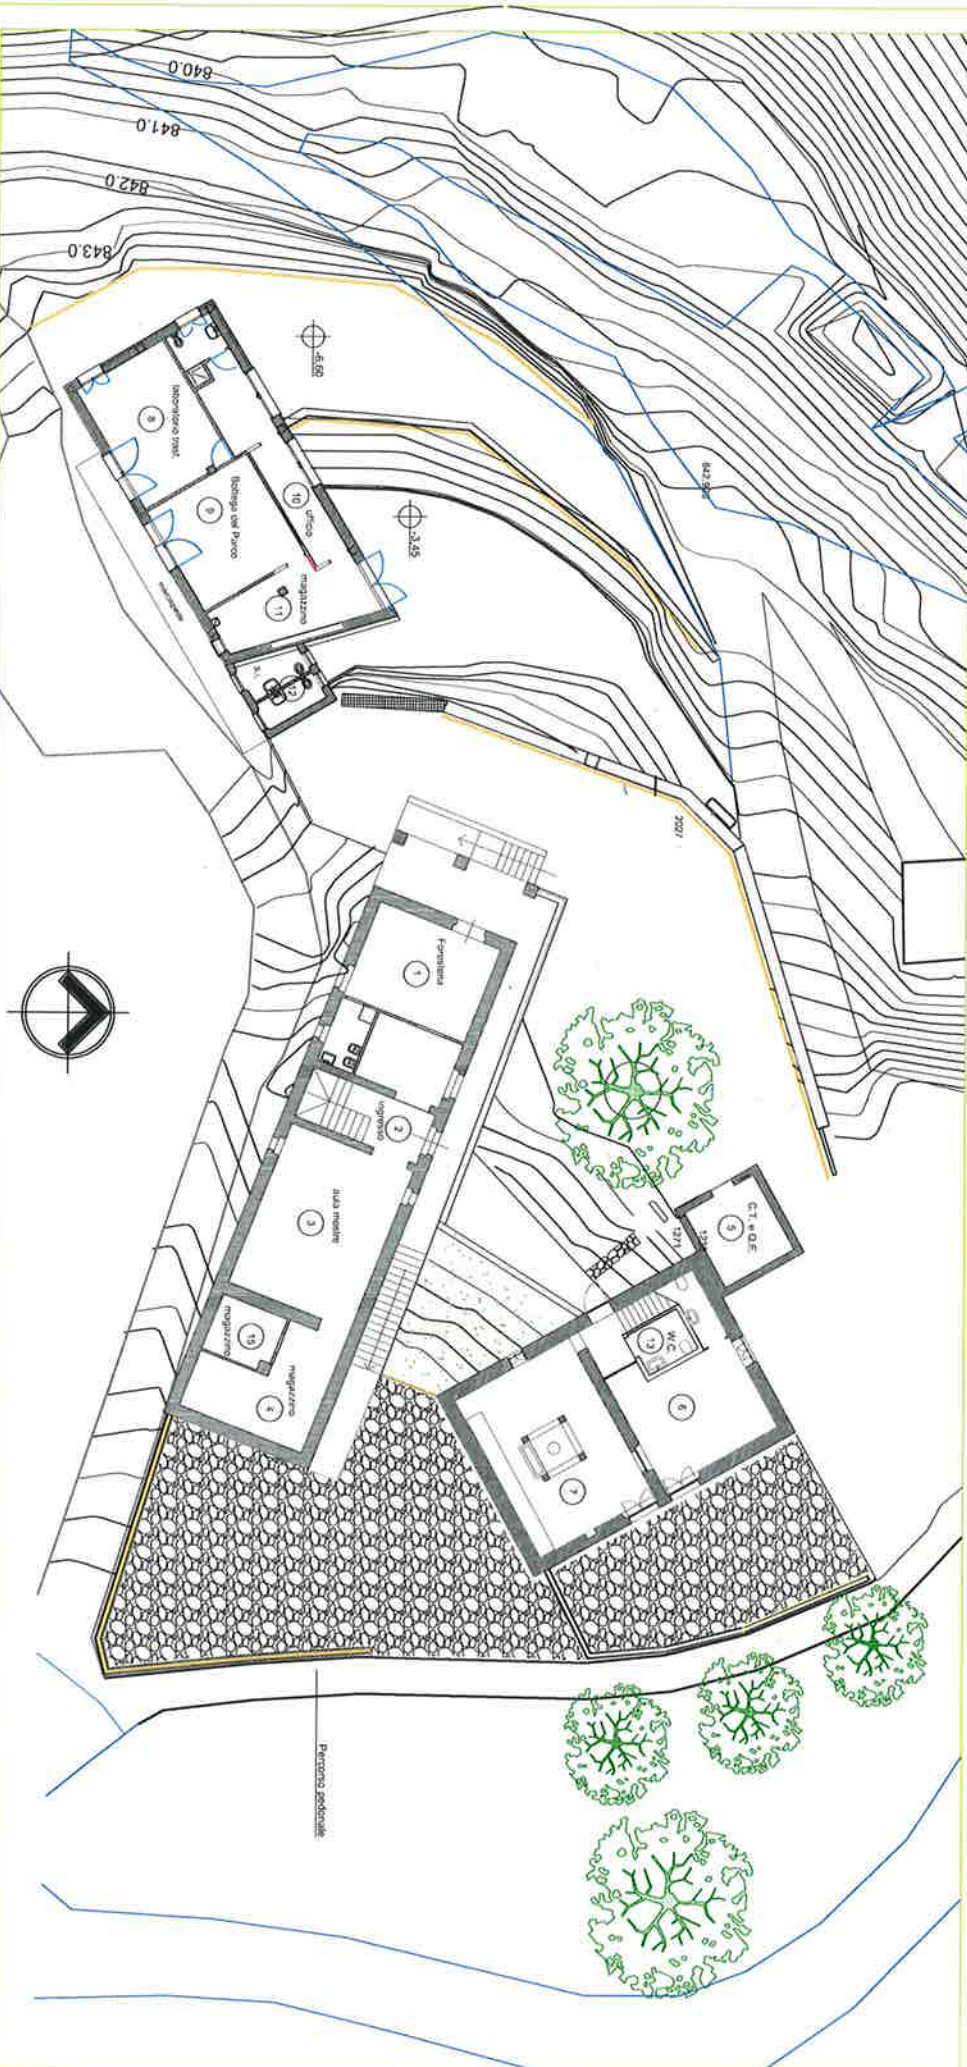 840.0
841.0
842.0
843.0
-6.60
-3.45
laboratorio trasf.
8
Bottega del Parco
9
10
ufficio
magazzino
11
12
2027
Foresteria
1
ingresso
2
aula mostre
3
magazzino
15
magazzino
4
C.T. e Q.E.
5
1271
W.C.
13
6
7
Percorso pedonale